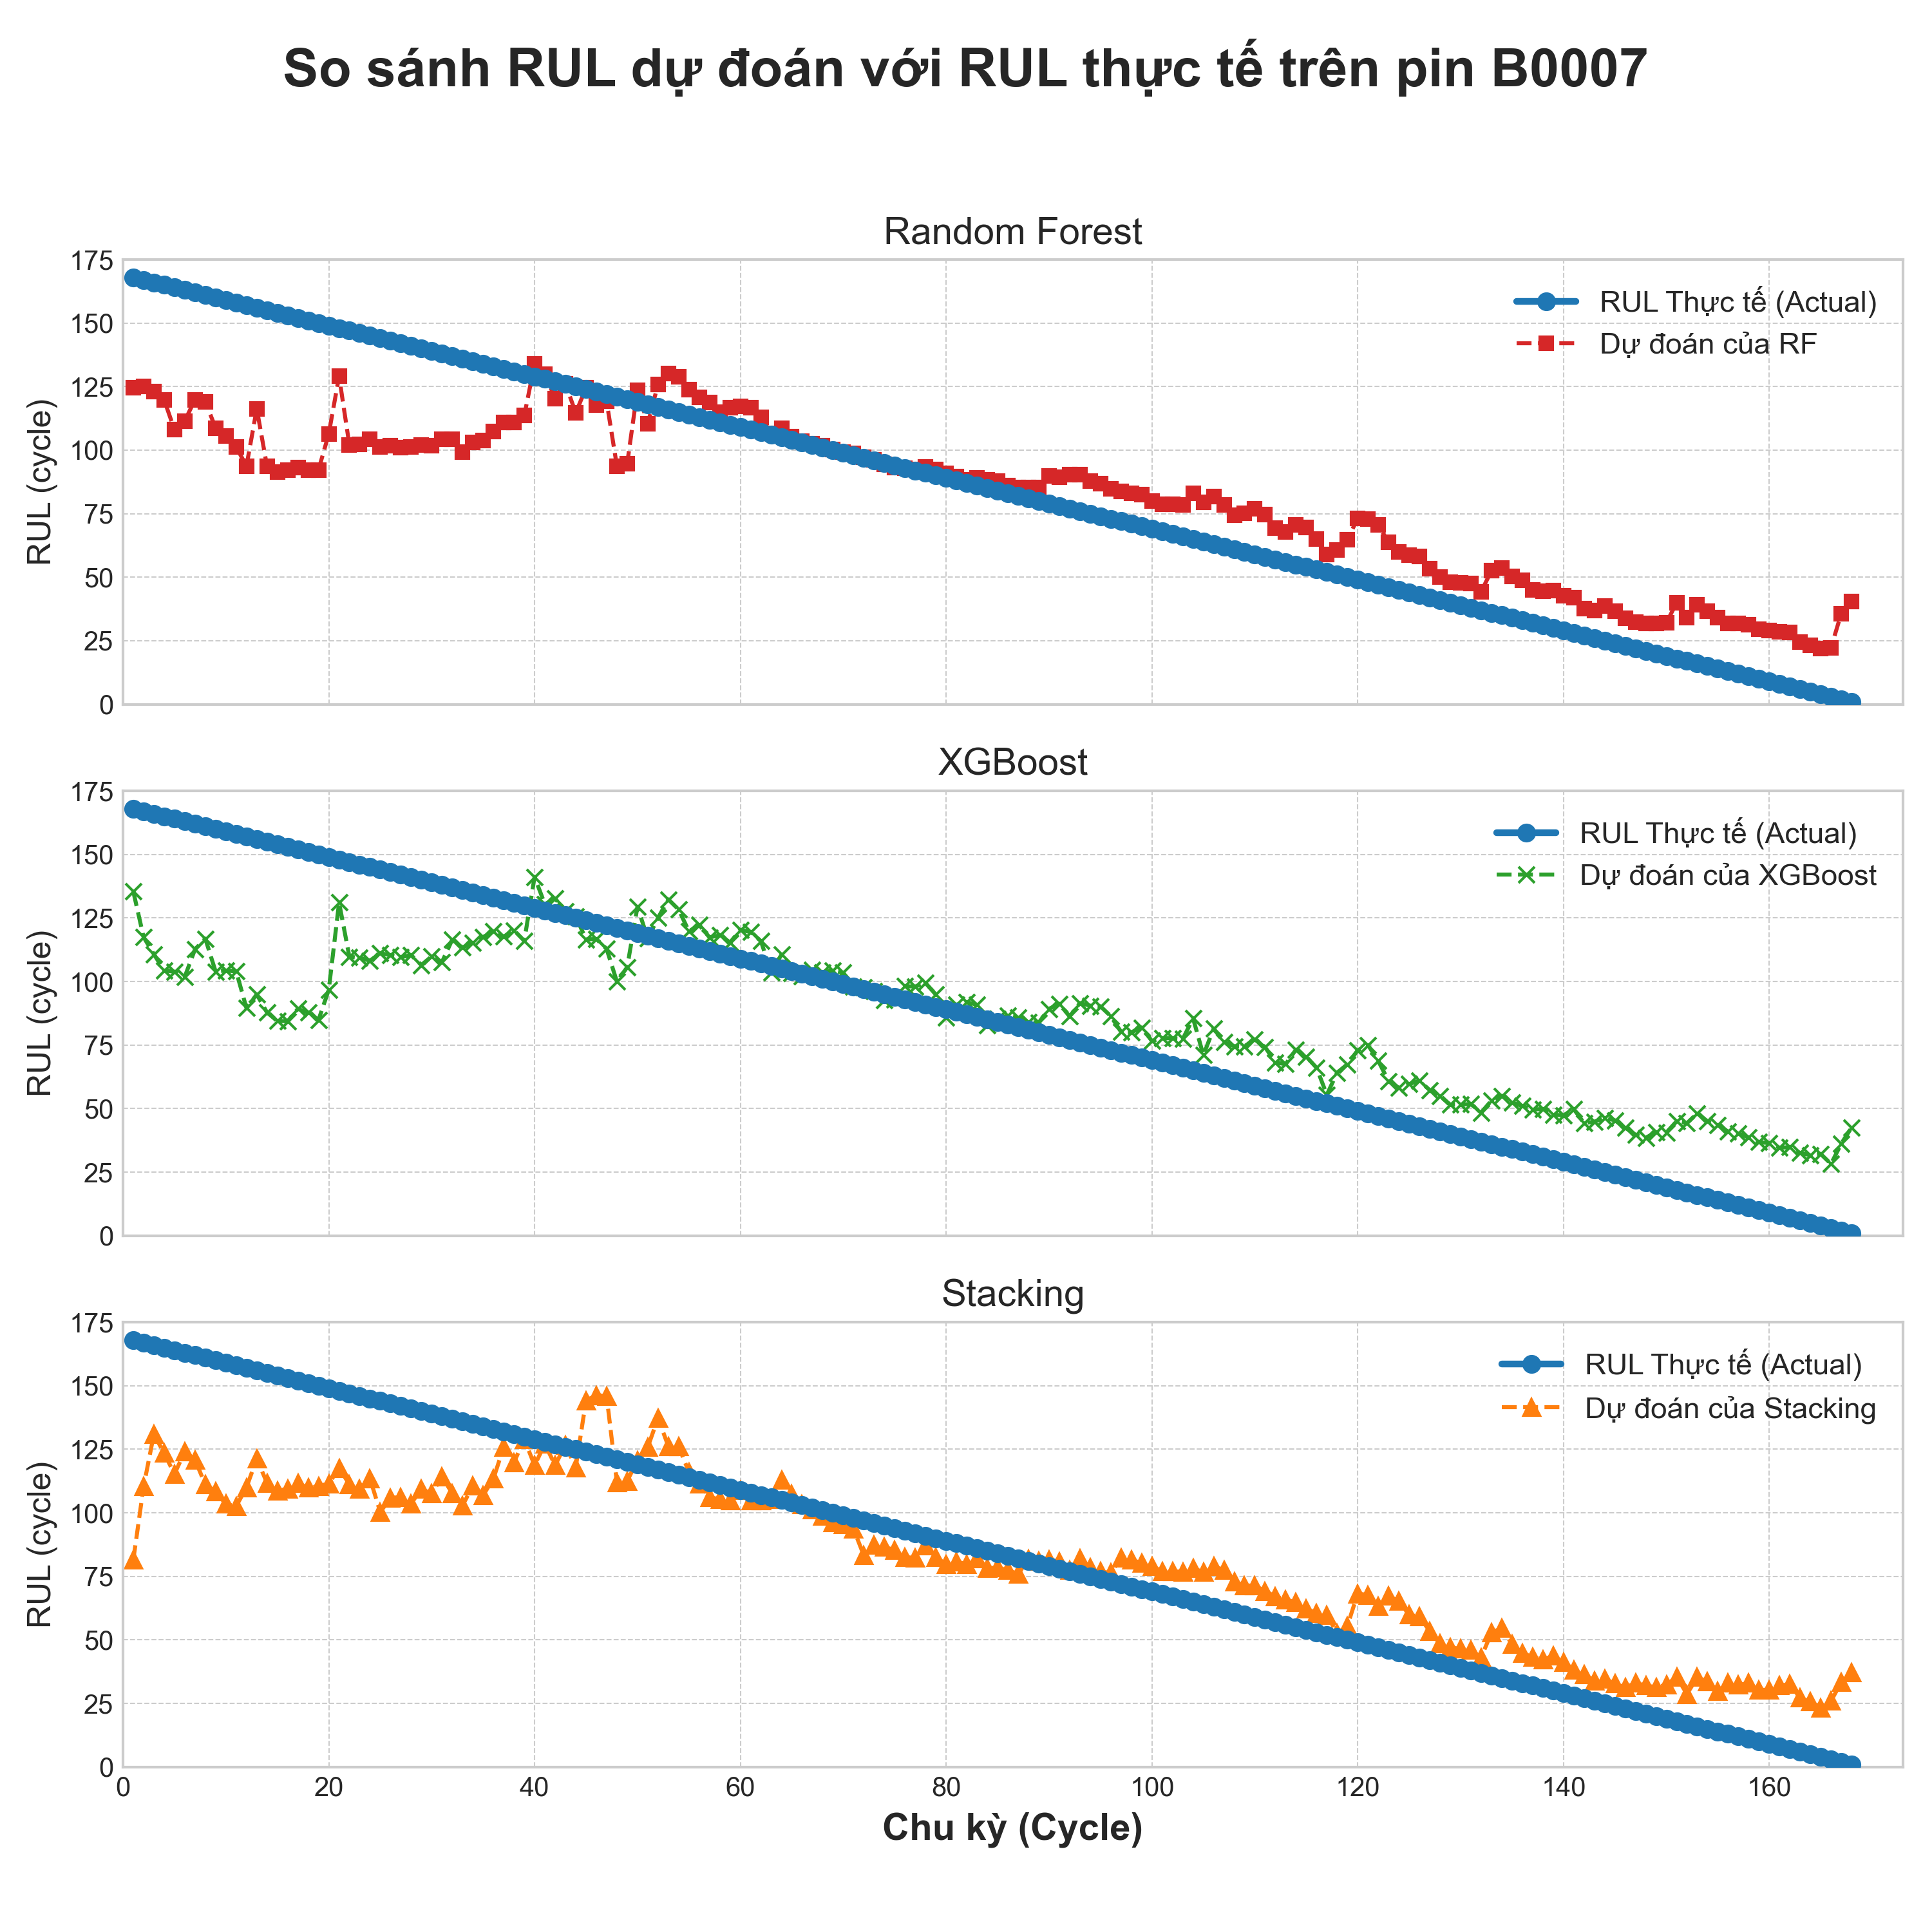 So sánh RUL dự đoán với RUL thực tế trên pin B0007
Random Forest
175
150
125
100
75
50
25
0
RUL (cycle)
RUL Thực tế (Actual)
Dự đoán của RF
XGBoost
175
150
125
100
75
50
25
0
RUL (cycle)
RUL Thực tế (Actual)
Dự đoán của XGBoost
Stacking
175
150
125
100
75
50
25
0
RUL (cycle)
RUL Thực tế (Actual)
Dự đoán của Stacking
0 20 40 60 80 100 120 140 160
Chu kỳ (Cycle)